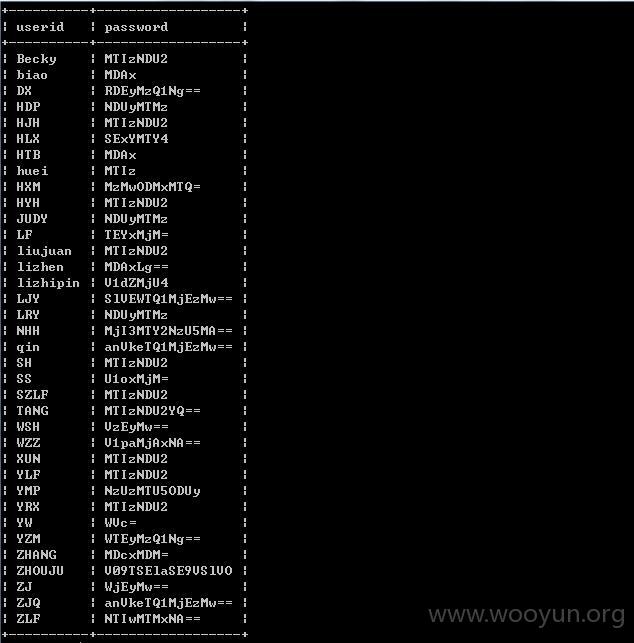 +----------+------------------+
| userid | password |
+----------+------------------+
| Becky | MTIzNDU2 |
| biao | MDAx |
| DX | RDEyMzQ1Ng== |
| HDP | NDUyMTMz |
| HJH | MTIzNDU2 |
| HLX | SExYMTY4 |
| HTB | MDAx |
| huei | MTIz |
| HXM | MzMwODMxMTQ= |
| HYH | MTIzNDU2 |
| JUDY | NDUyMTMz |
| LF | TEYxMjM= |
| liujuan | MTIzNDU2 |
| lizhen | MDAxLg== |
| lizhipin | V1dZMjU4 |
| LJY | SlVEWTQ1MjEzMw== |
| LRY | NDUyMTMz |
| NHH | MjI3MTY2NzU5MA== |
| qin | anVkeTQ1MjEzMw== |
| SH | MTIzNDU2 |
| SS | U1oxMjM= |
| SZLF | MTIzNDU2 |
| TANG | MTIzNDU2YQ== |
| WSH | VzEyMw== |
| WZZ | V1paMjAxNA== |
| XUN | MTIzNDU2 |
| YLF | MTIzNDU2 |
| YMP | NzUzMTU5ODUy |
| YRX | MTIzNDU2 |
| YW | WVc= |
| YZM | WTEyMzQ1Ng== |
| ZHANG | MDcxMDM= |
| ZHOUJU | V09TSE1aSE9VSlVO |
| ZJ | WjEyMw== |
| ZJQ | anVkeTQ1MjEzMw== |
| ZLF | NTIwMTMxNA== |
+----------+------------------+
www.wooyun.org